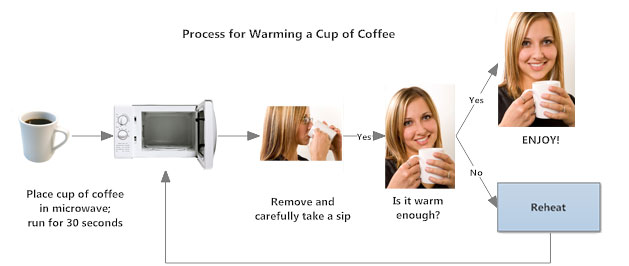 Process for Warming a Cup of Coffee
Place cup of coffee
in microwave;
run for 30 seconds
Remove and
carefully take a sip
Yes
Is it warm
enough?
Yes
ENJOY!
No
Reheat